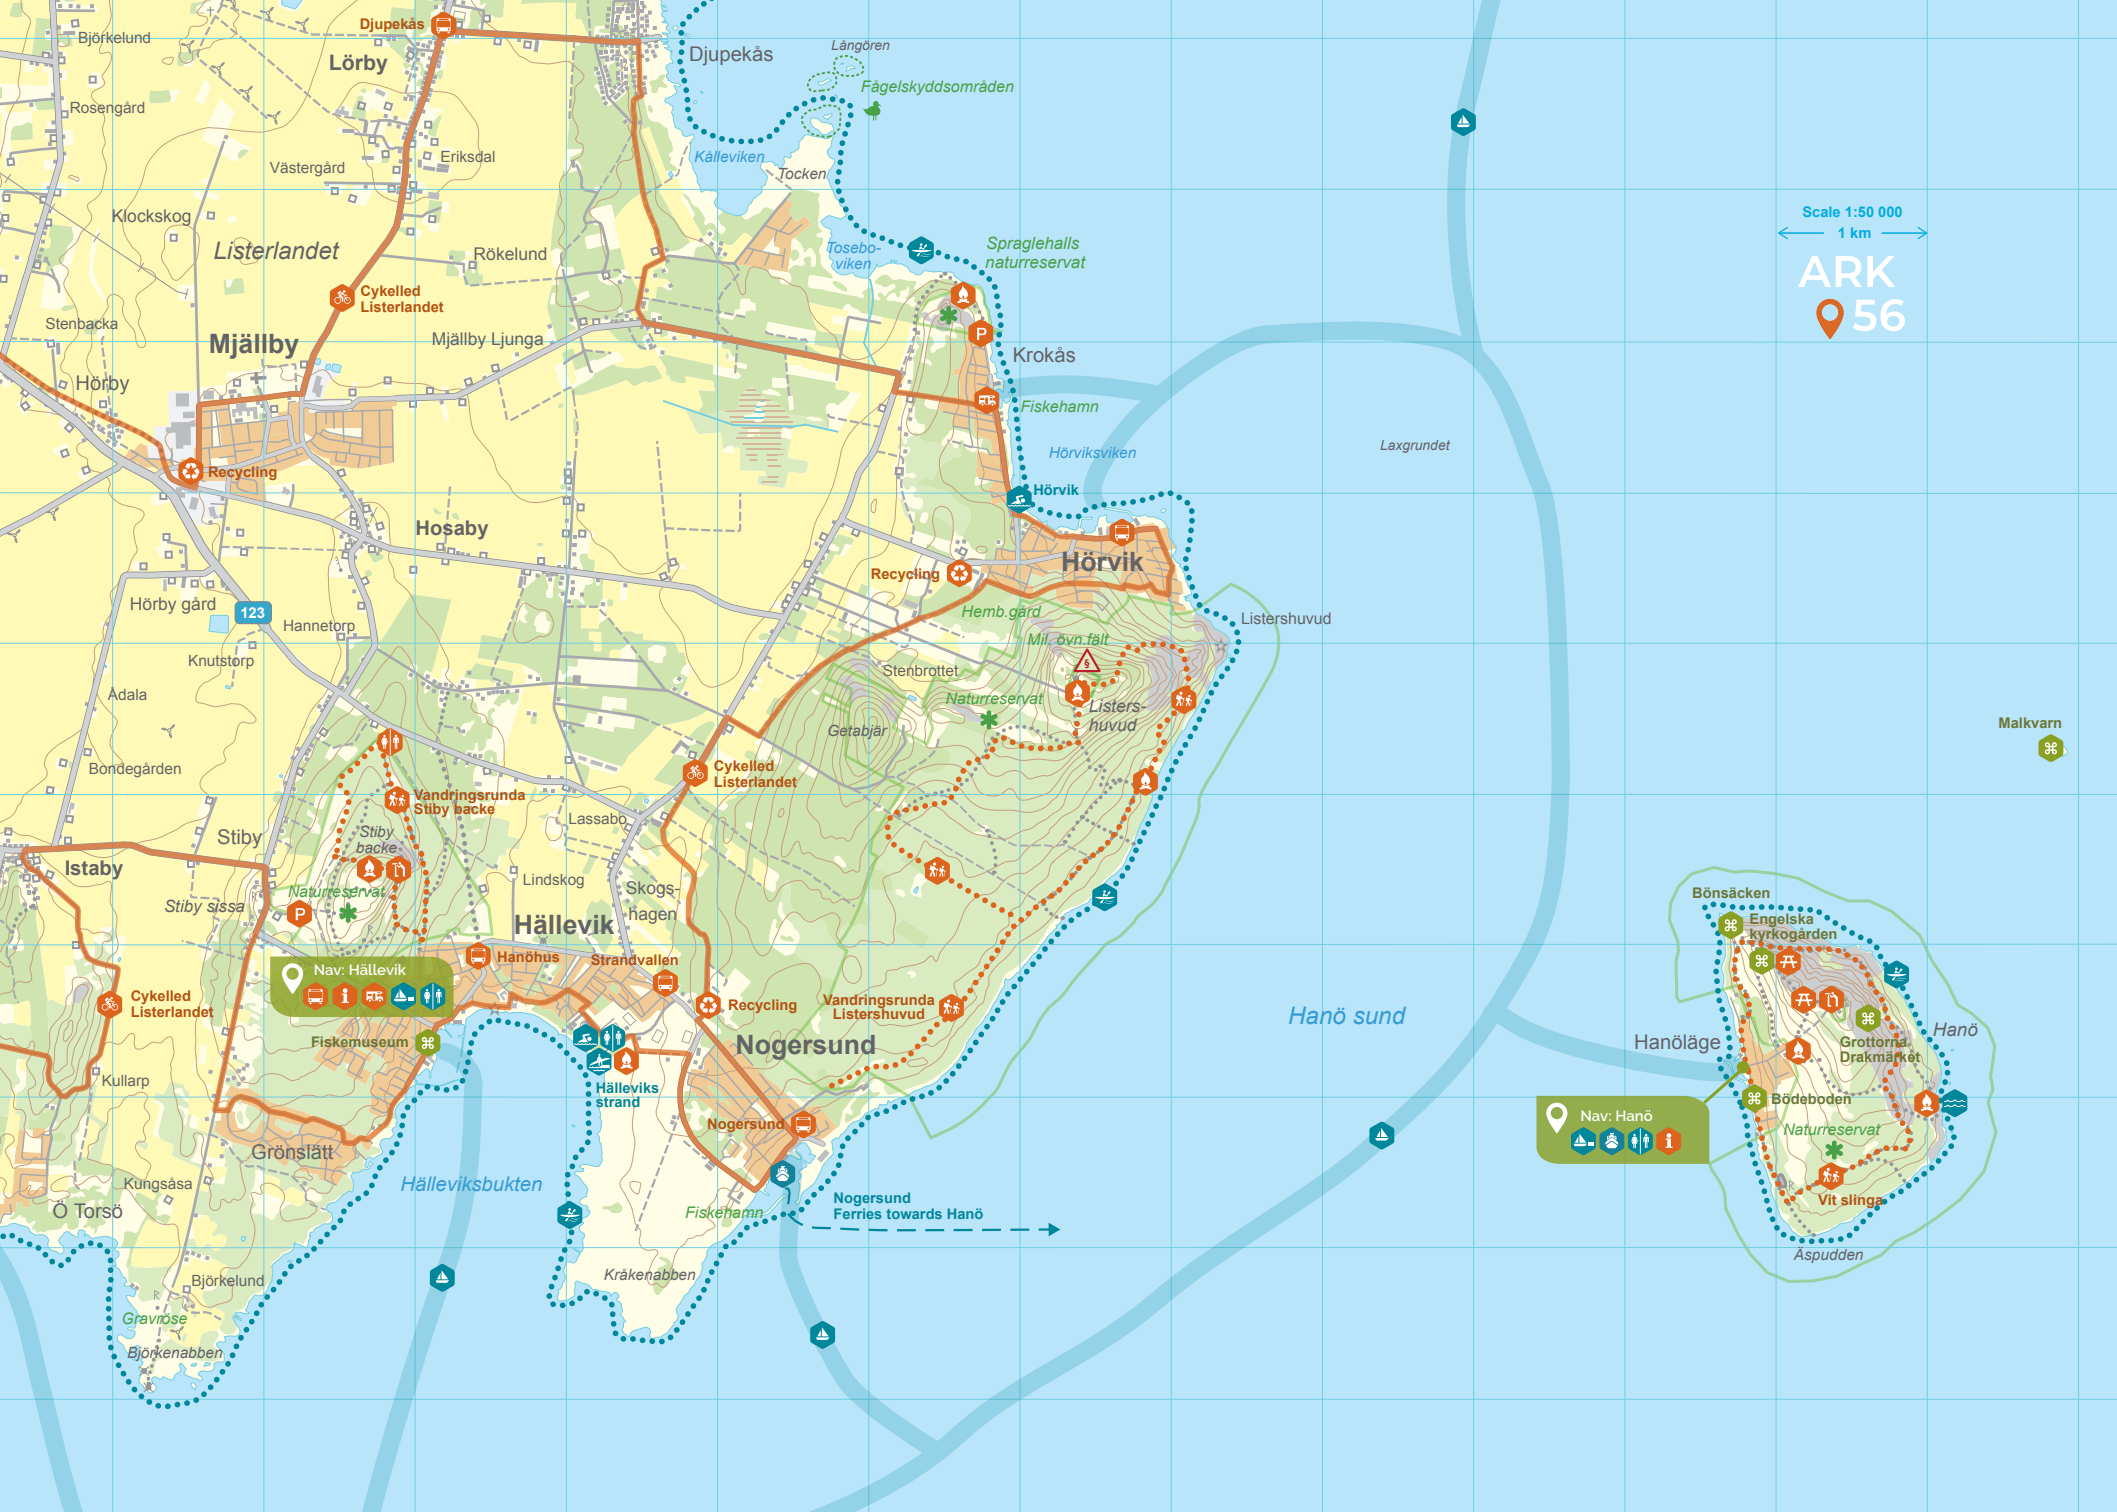 Djupekås
Björkelund
Lörby
Djupekås
Långören
Fågelskyddsområden
Rosengård
Västergård
Eriksdal
Kålleviken
Tocken
Klockskog
Listerlandet
Rökelund
Tosebo-
viken
Spraglehalls
naturreservat
Scale 1:50 000
1 km
ARK
56
Cykelled
Listerlandet
Stenbacka
Mjällby
Mjällby Ljunga
P
Krokås
Hörby
Fiskehamn
Laxgrundet
Hörviksviken
Recycling
Hörvik
Hosaby
Hörvik
Recycling
Hörby gård
123
Hannetorp
Hemb.gård
Listershuvud
Mil. övn.fält
§
Knutstorp
Stenbrottet
Ådala
Naturreservat
Listers-
huvud
Getabjär
Malkvarn
Bondegården
Cykelled
Listerlandet
Vandringsrunda
Stiby backe
Lassabo
Stiby
Stiby
backe
Istaby
Lindskog
Skogs-
hagen
Naturreservat
Stiby sissa
P
Hällevik
Bönsäcken
Engelska
kyrkogården
Hanöhus
Strandvallen
Nav: Hällevik
Cykelled
Listerlandet
Recycling
Vandringsrunda
Listershuvud
Hanö sund
Hanö
Fiskemuseum
Nogersund
Hanöläge
Grottorna
Drakmärket
Kullarp
Hälleviks
strand
Bödeboden
Nav: Hanö
Nogersund
Naturreservat
Grönslätt
Kungsåsa
Hälleviksbukten
Vit slinga
Ö Torsö
Fiskehamn
Nogersund
Ferries towards Hanö
Äspudden
Björkelund
Kråkenabben
Gravröse
Björkenabben